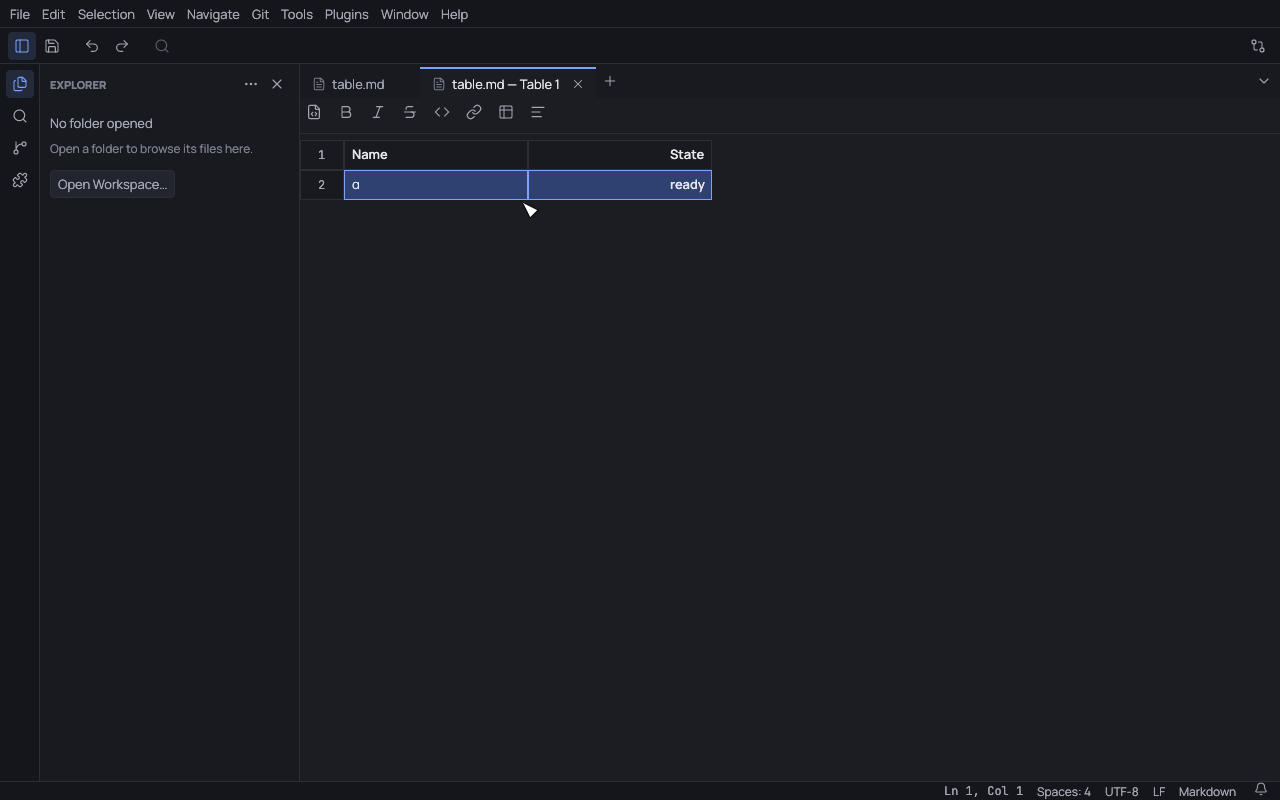 File Edit Selection View Navigate Git Tools Plugins Window Help
EXPLORER
No folder opened
Open a folder to browse its files here.
Open Workspace...
table.md
table.md — Table 1
1 Name State
2 a ready
Ln 1, Col 1 Spaces: 4 UTF-8 LF Markdown